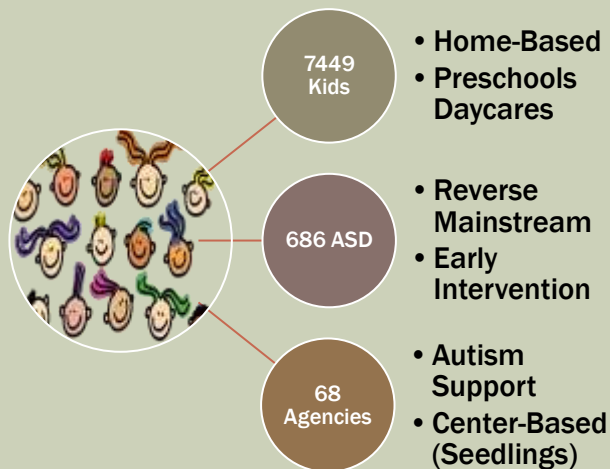 7449
Kids
• Home-Based
• Preschools
Daycares
686 ASD
• Reverse
Mainstream
• Early
Intervention
68
Agencies
• Autism
Support
• Center-Based
(Seedlings)